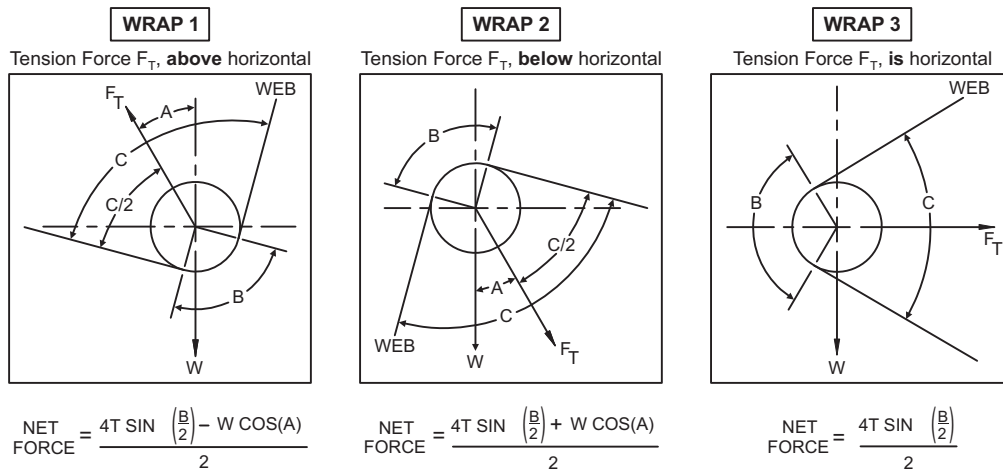 WRAP 1
Tension Force F_T, above horizontal
F_T
A
WEB
C
C/2
B
W
NET FORCE = (4T SIN (B/2) – W COS(A)) / 2
WRAP 2
Tension Force F_T, below horizontal
B
C/2
A
C
WEB
F_T
W
NET FORCE = (4T SIN (B/2) + W COS(A)) / 2
WRAP 3
Tension Force F_T, is horizontal
WEB
B
C
F_T
W
NET FORCE = (4T SIN (B/2)) / 2